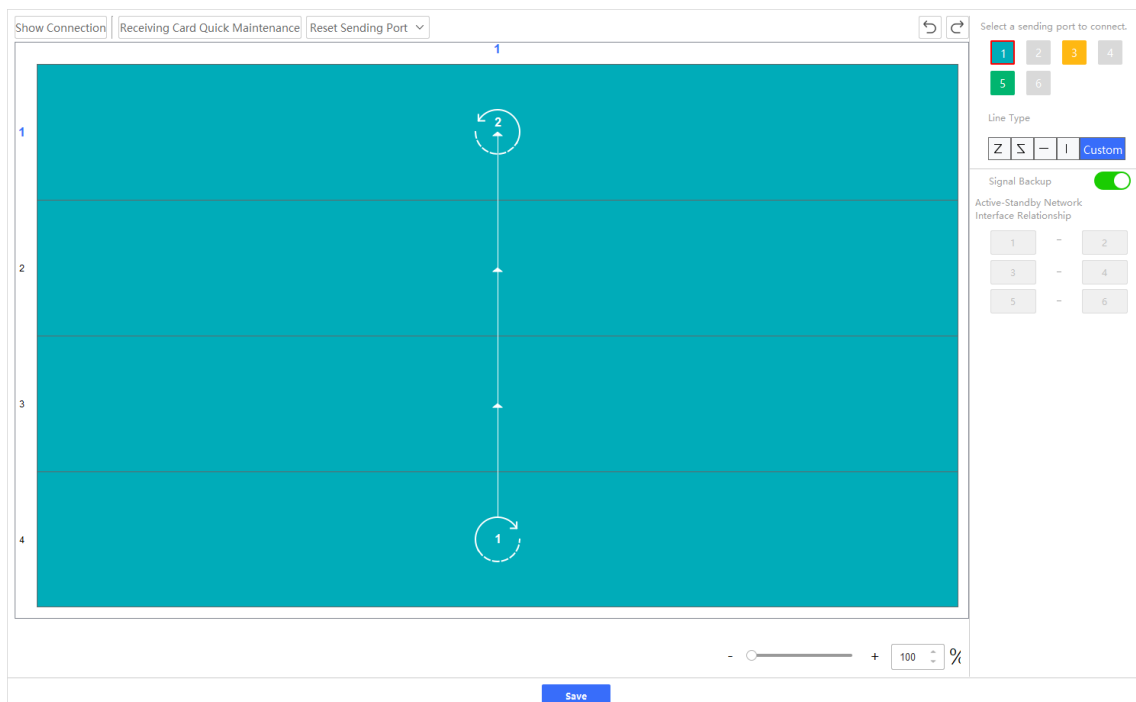 Show Connection Receiving Card Quick Maintenance Reset Sending Port
Select a sending port to connect.
1 2 3 4
5 6
Line Type
Custom
Signal Backup
Active-Standby Network
Interface Relationship
1 - 2
3 - 4
5 - 6
1
1
2
2
3
4
1
- + 100 %
Save